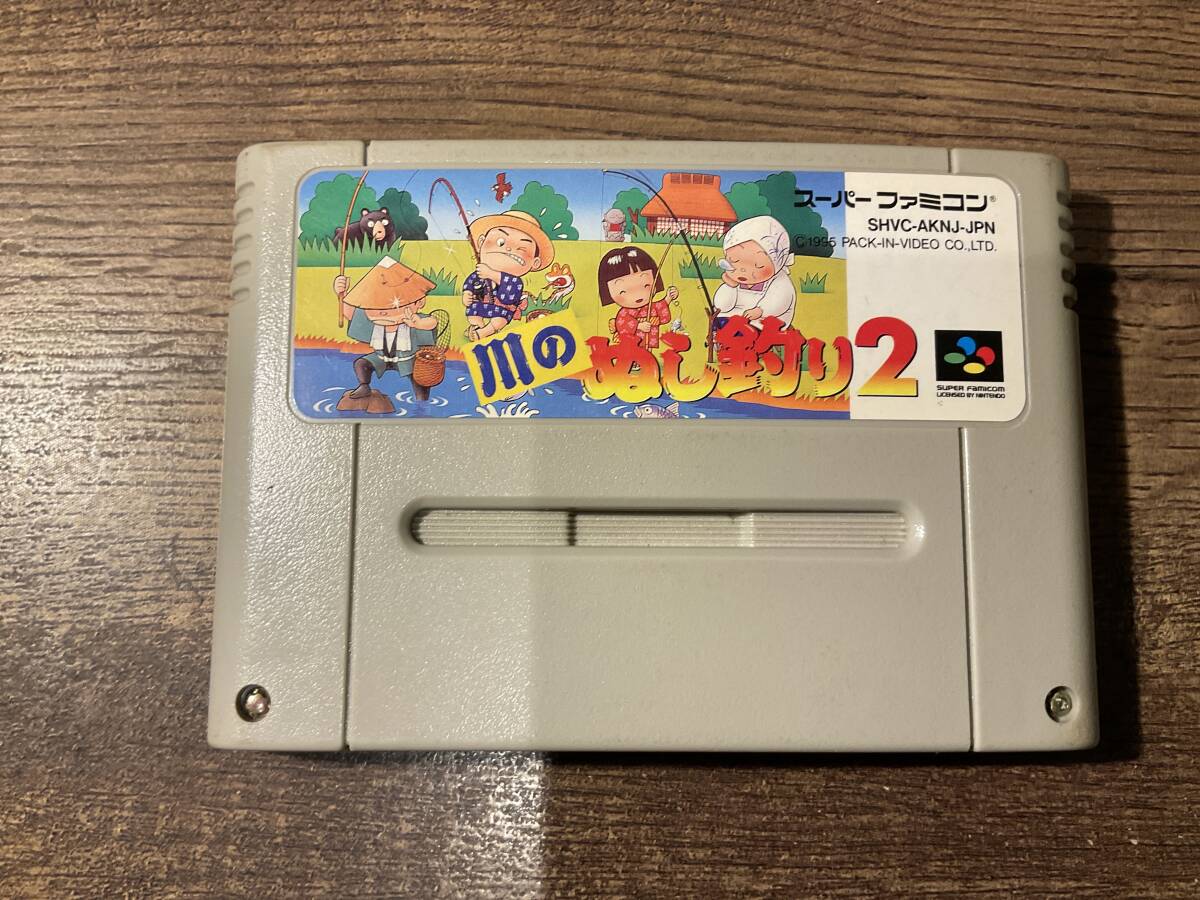 スーパーファミコン®
SHVC-AKNJ-JPN
©1995 PACK-IN-VIDEO CO.,LTD.
川の ぬし釣り2
SUPER FAMICOM
LICENSED BY NINTENDO